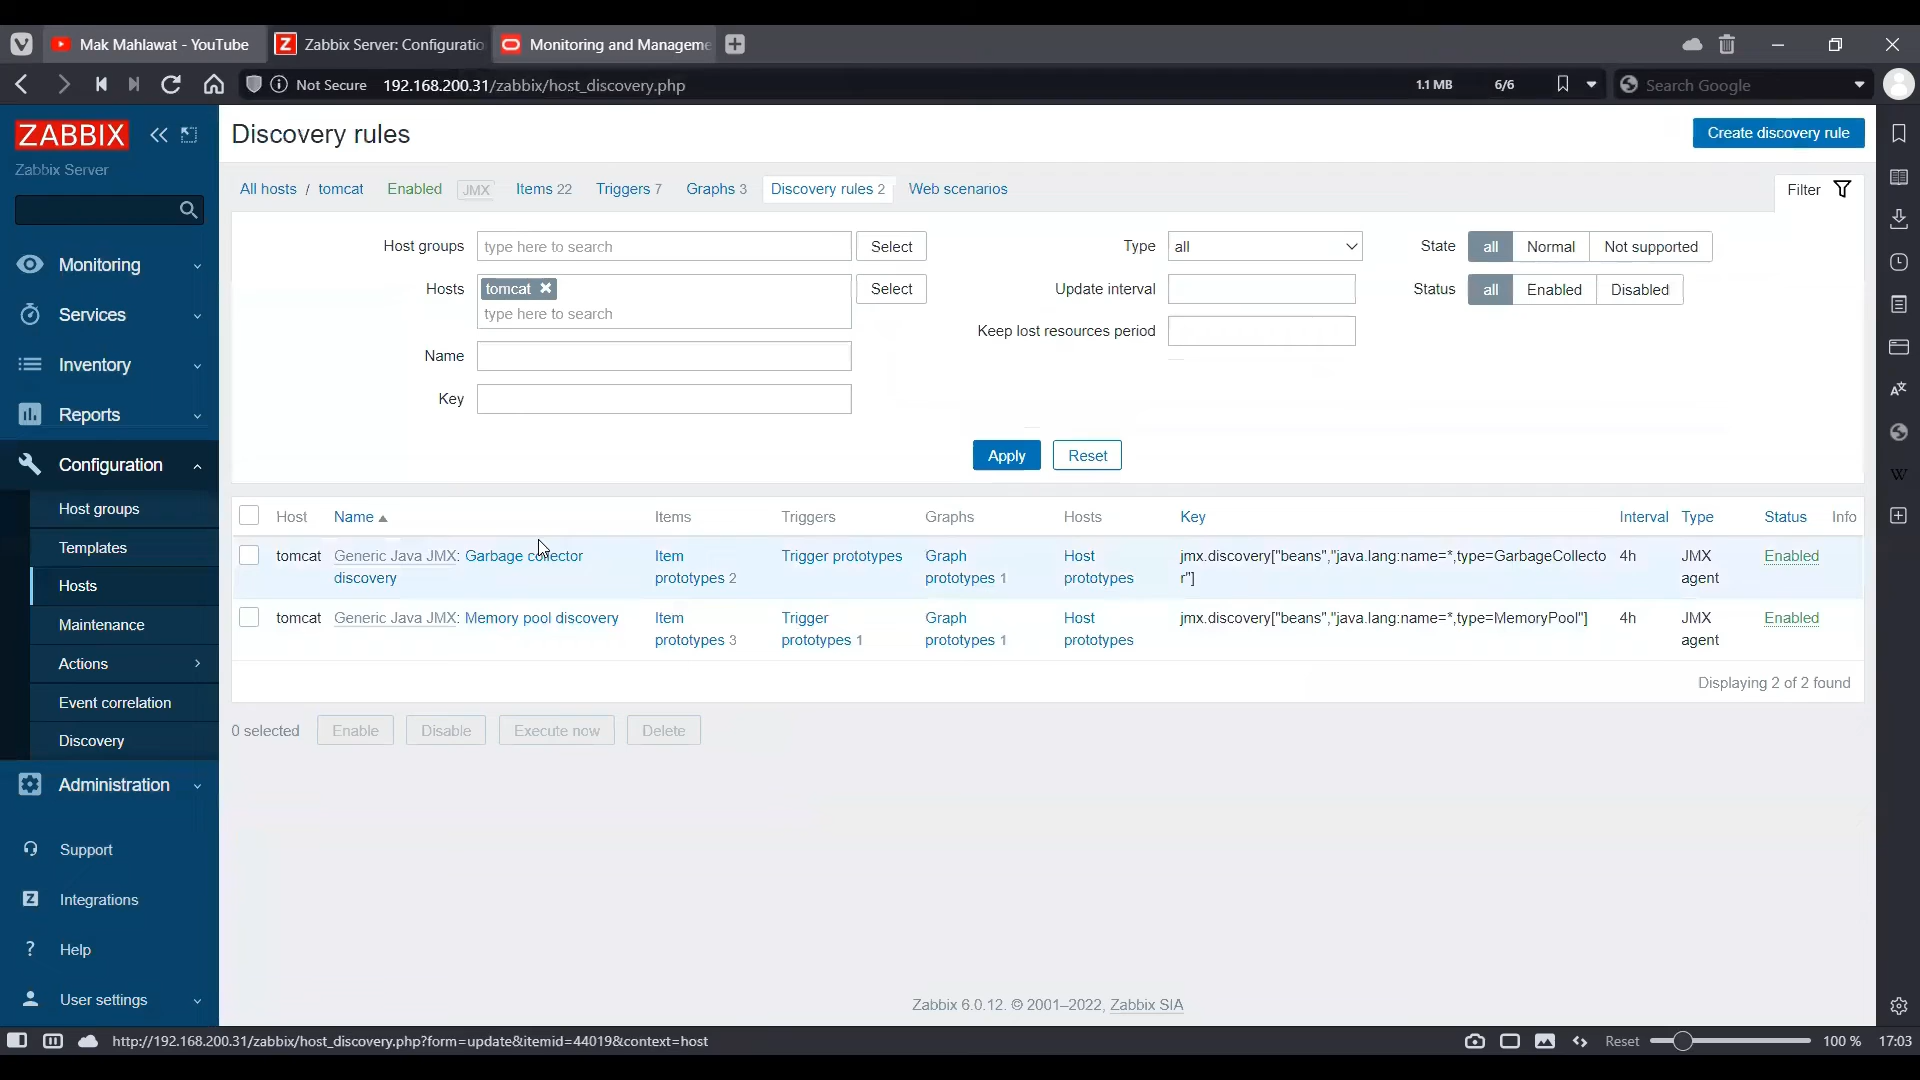 Mak Mahlawat - YouTube
Zabbix Server: Configuratio
Monitoring and Manageme
Not Secure
192.168.200.31/zabbix/host_discovery.php
1.1 MB
6/6
Search Google
ZABBIX
Zabbix Server
Monitoring
Services
Inventory
Reports
Configuration
Host groups
Templates
Hosts
Maintenance
Actions
Event correlation
Discovery
Administration
Support
Integrations
Help
User settings
Discovery rules
Create discovery rule
All hosts / tomcat Enabled JMX Items 22 Triggers 7 Graphs 3 Discovery rules 2 Web scenarios
Filter
Host groups type here to search Select
Hosts tomcat Select
type here to search
Name
Key
Type all
Update interval
Keep lost resources period
State all Normal Not supported
Status all Enabled Disabled
Apply Reset
Host Name Items Triggers Graphs Hosts Key Interval Type Status Info
tomcat Generic Java JMX: Garbage collector Item Trigger prototypes Graph Host jmx.discovery["beans","java.lang:name=*,type=GarbageCollecto 4h JMX Enabled
discovery prototypes 2 prototypes 1 prototypes r"] agent
tomcat Generic Java JMX: Memory pool discovery Item Trigger Graph Host jmx.discovery["beans","java.lang:name=*,type=MemoryPool"] 4h JMX Enabled
prototypes 3 prototypes 1 prototypes 1 prototypes agent
Displaying 2 of 2 found
0 selected Enable Disable Execute now Delete
Zabbix 6.0.12. © 2001–2022, Zabbix SIA
http://192.168.200.31/zabbix/host_discovery.php?form=update&itemid=44019&context=host
Reset
100 %
17:03